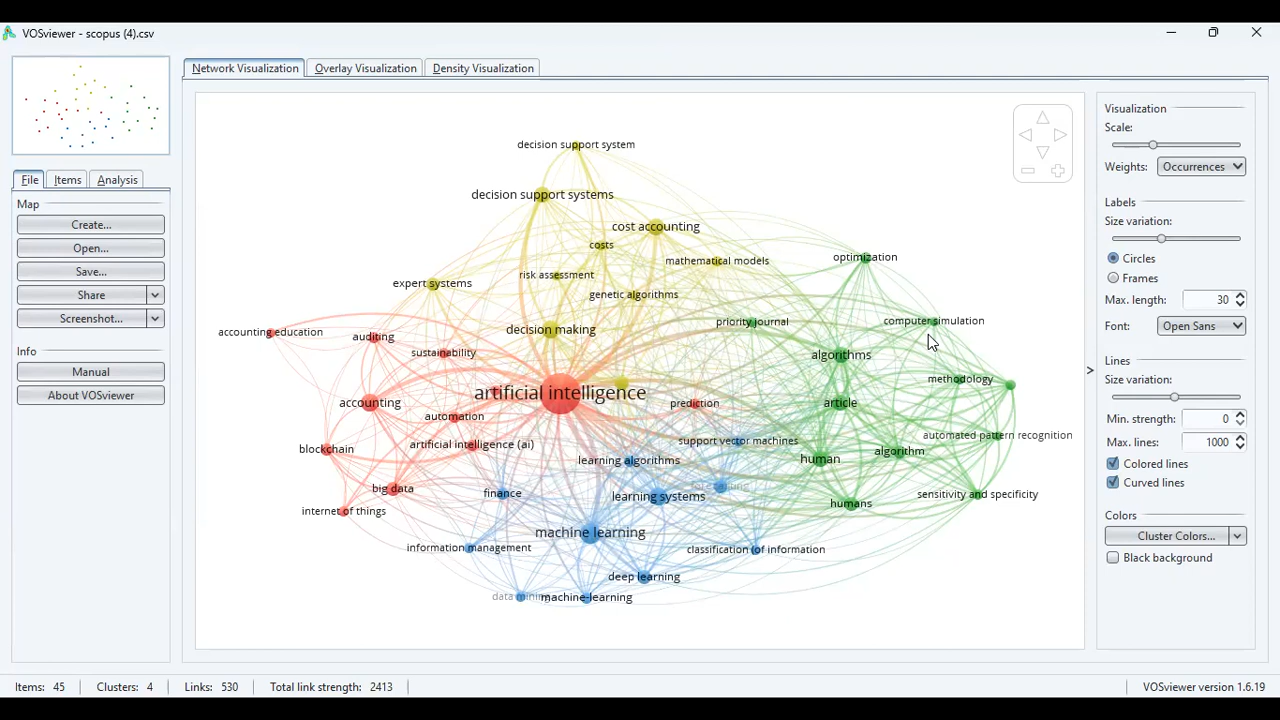 VOSviewer - scopus (4).csv
Network Visualization
Overlay Visualization
Density Visualization
File
Items
Analysis
Map
Create...
Open...
Save...
Share
Screenshot...
Info
Manual
About VOSviewer
decision support system
decision support systems
cost accounting
costs
mathematical models
optimization
risk assessment
expert systems
genetic algorithms
accounting education
auditing
decision making
priority journal
computer simulation
sustainability
algorithms
methodology
artificial intelligence
accounting
prediction
article
automation
automated pattern recognition
blockchain
artificial intelligence (ai)
support vector machines
algorithm
learning algorithms
human
big data
finance
learning systems
forecasting
sensitivity and specificity
internet of things
humans
machine learning
information management
classification (of information
deep learning
data mining
machine-learning
Visualization
Scale:
Weights: Occurrences
Labels
Size variation:
Circles
Frames
Max. length: 30
Font: Open Sans
>
Lines
Size variation:
Min. strength: 0
Max. lines: 1000
Colored lines
Curved lines
Colors
Cluster Colors...
Black background
Items: 45
Clusters: 4
Links: 530
Total link strength: 2413
VOSviewer version 1.6.19